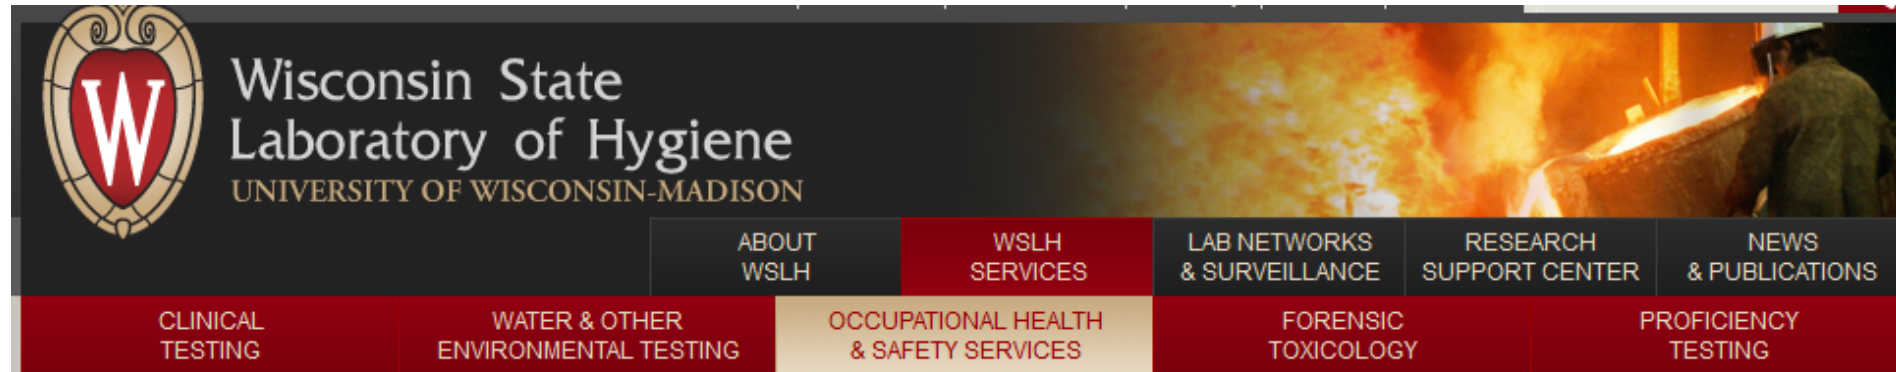 W
Wisconsin State
Laboratory of Hygiene
UNIVERSITY OF WISCONSIN-MADISON
ABOUT
WSLH
WSLH
SERVICES
LAB NETWORKS
& SURVEILLANCE
RESEARCH
SUPPORT CENTER
NEWS
& PUBLICATIONS
CLINICAL
TESTING
WATER & OTHER
ENVIRONMENTAL TESTING
OCCUPATIONAL HEALTH
& SAFETY SERVICES
FORENSIC
TOXICOLOGY
PROFICIENCY
TESTING